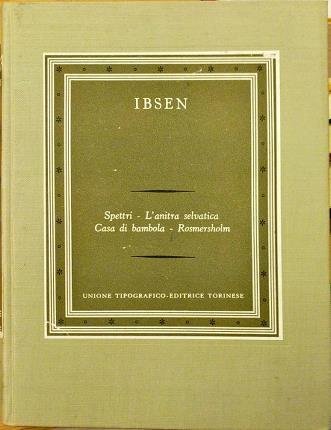 IBSEN
Spettri - L'anitra selvatica
Casa di bambola - Rosmersholm
UNIONE TIPOGRAFICO-EDITRICE TORINESE